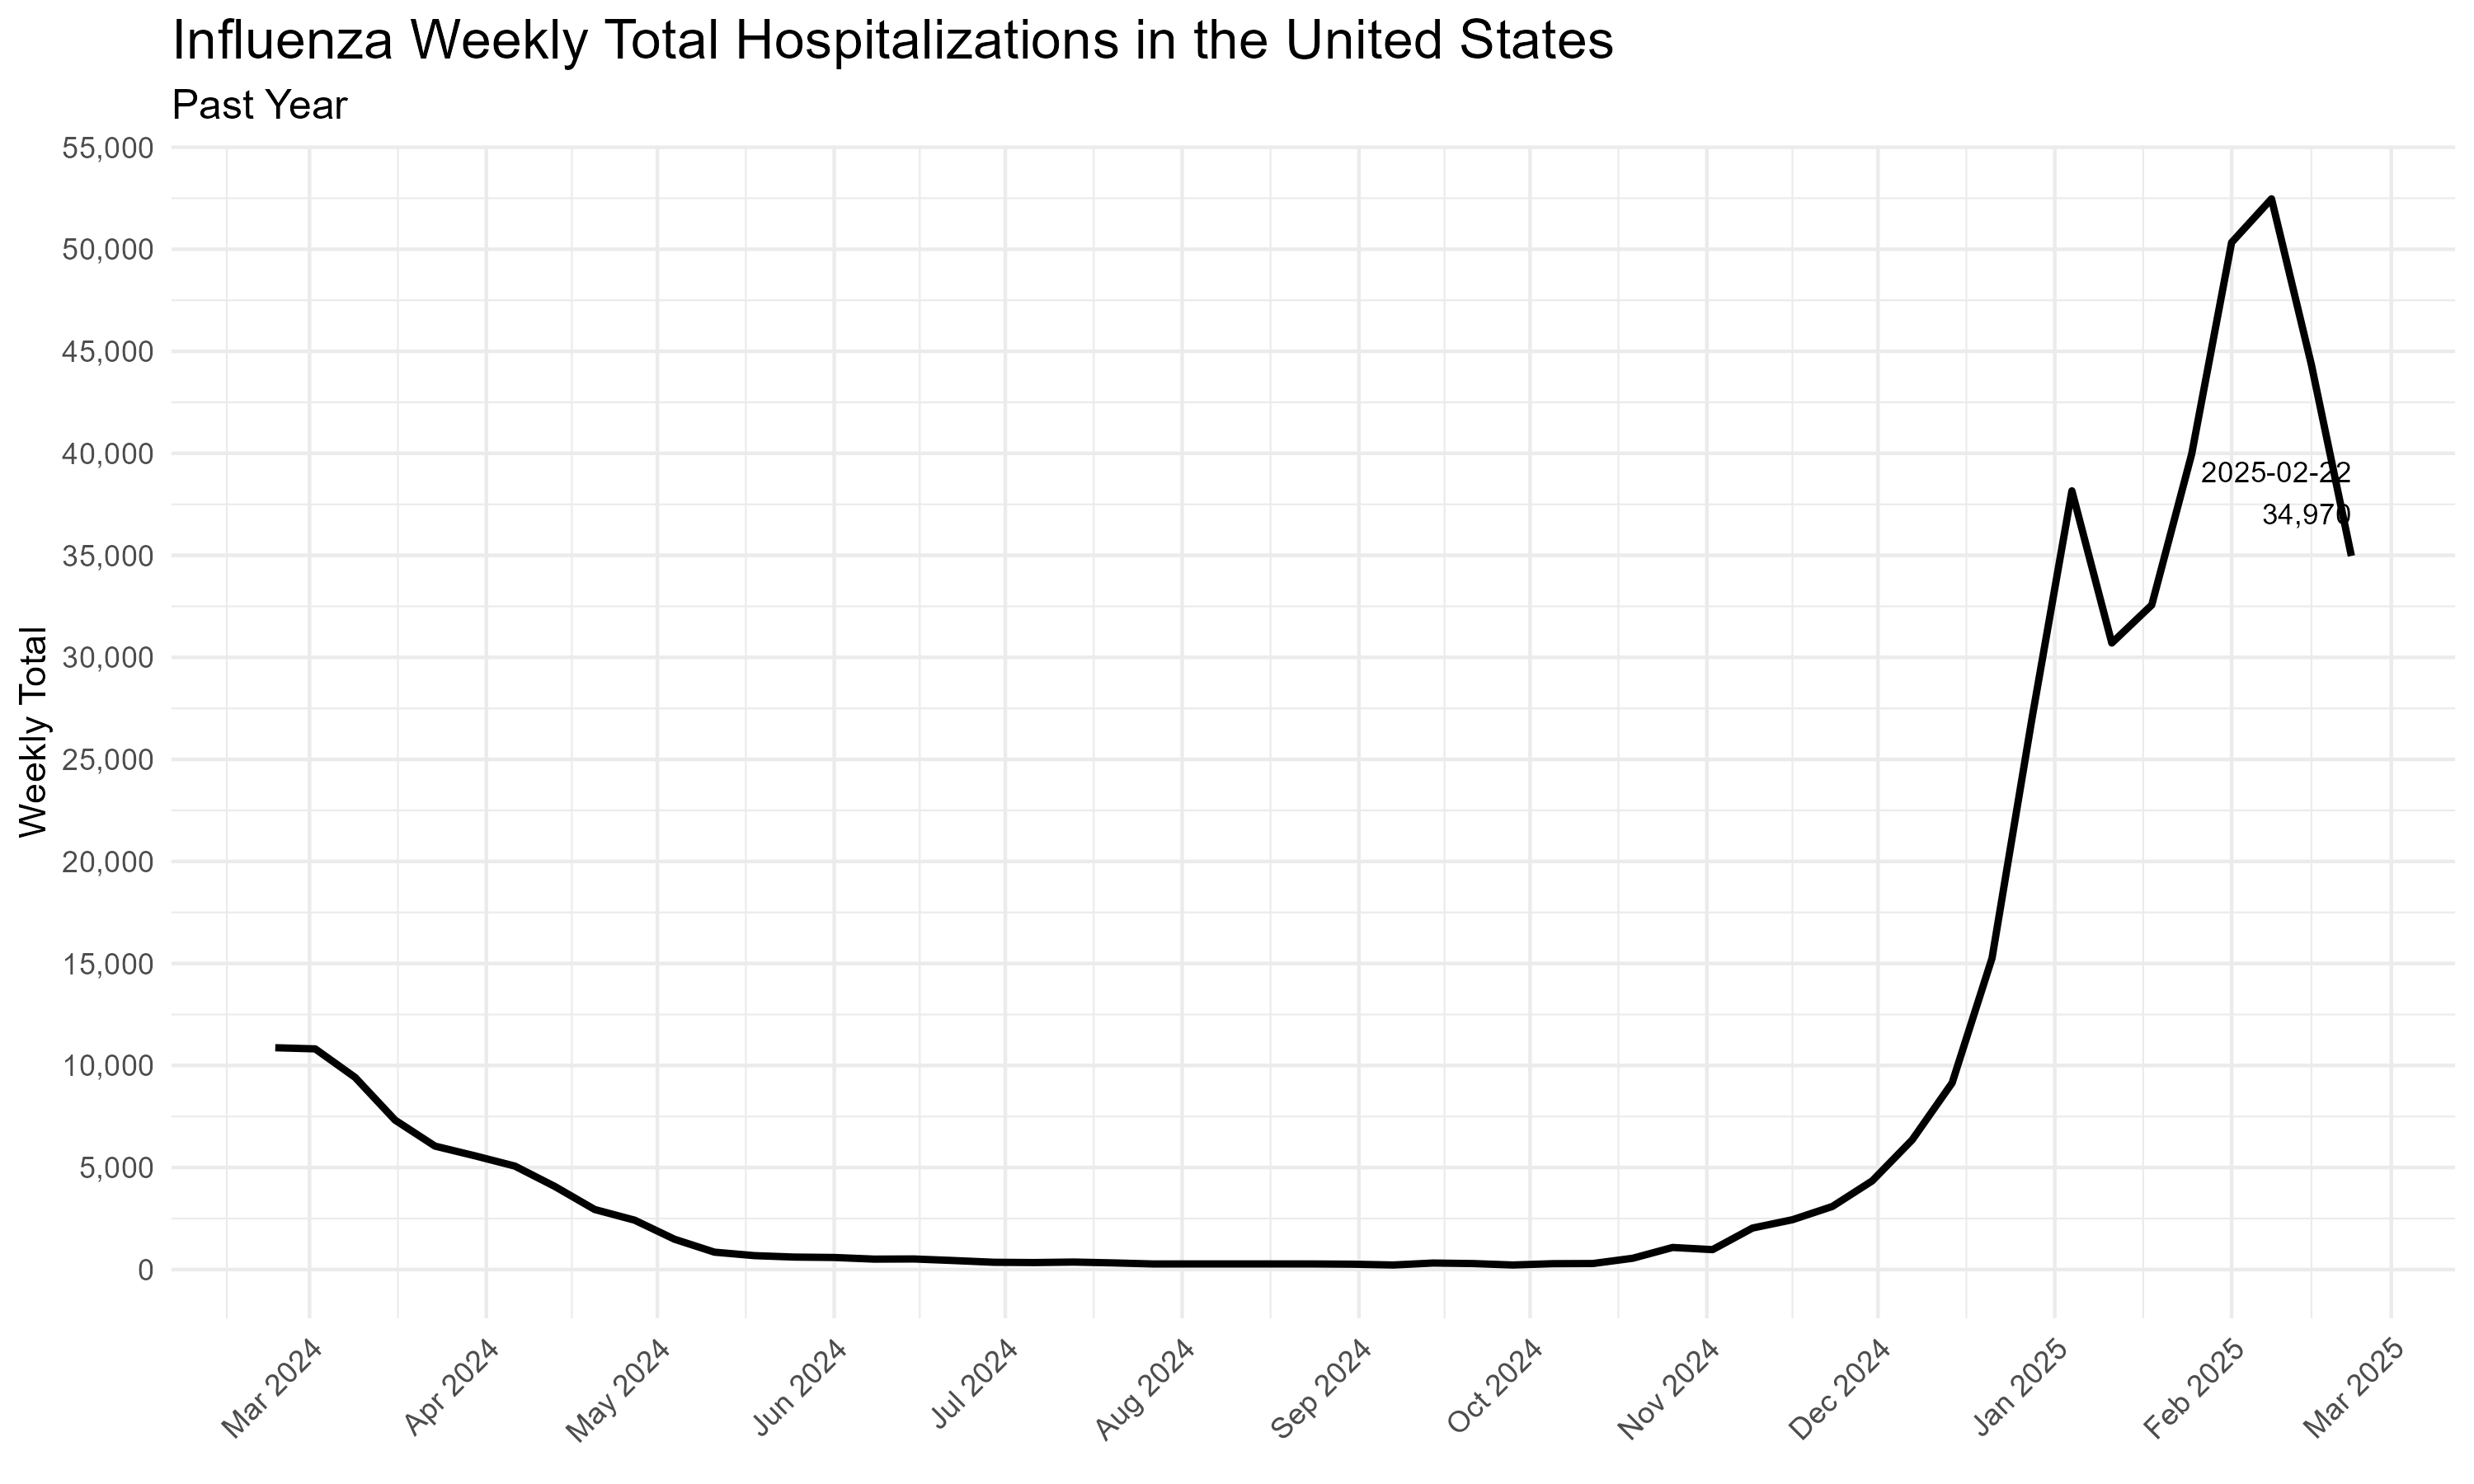 Influenza Weekly Total Hospitalizations in the United States
Past Year
55,000
50,000
45,000
40,000
35,000
30,000
25,000
20,000
15,000
10,000
5,000
0
Weekly Total
2025-02-22
34,970
Mar 2024
Apr 2024
May 2024
Jun 2024
Jul 2024
Aug 2024
Sep 2024
Oct 2024
Nov 2024
Dec 2024
Jan 2025
Feb 2025
Mar 2025